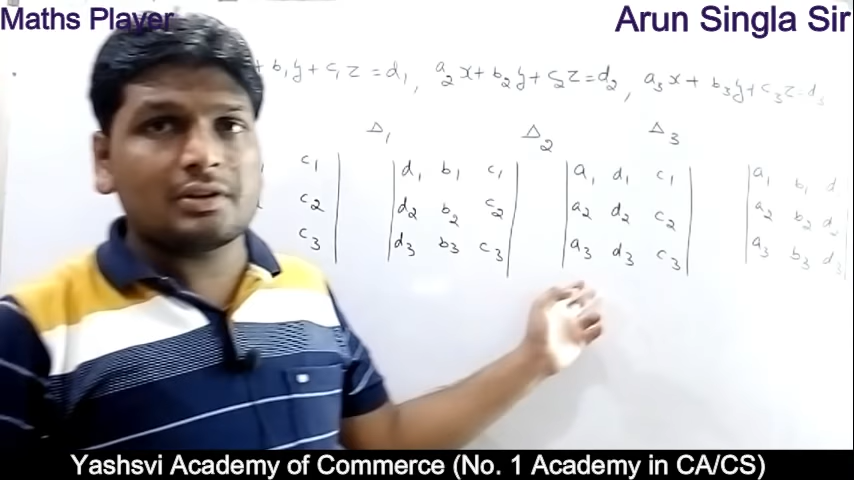 Maths Player
Arun Singla Sir
+ b₁y + c₁z = d₁, a₂x + b₂y + c₂z = d₂, a₃x + b₃y + c₃z = d₃
Δ₁ Δ₂ Δ₃
c₁ | | d₁ b₁ c₁ | | a₁ d₁ c₁ | | a₁ b₁ d
c₂ | | d₂ b₂ c₂ | | a₂ d₂ c₂ | | a₂ b₂ d₂
c₃ | | d₃ b₃ c₃ | | a₃ d₃ c₃ | | a₃ b₃ d₃
Yashsvi Academy of Commerce (No. 1 Academy in CA/CS)